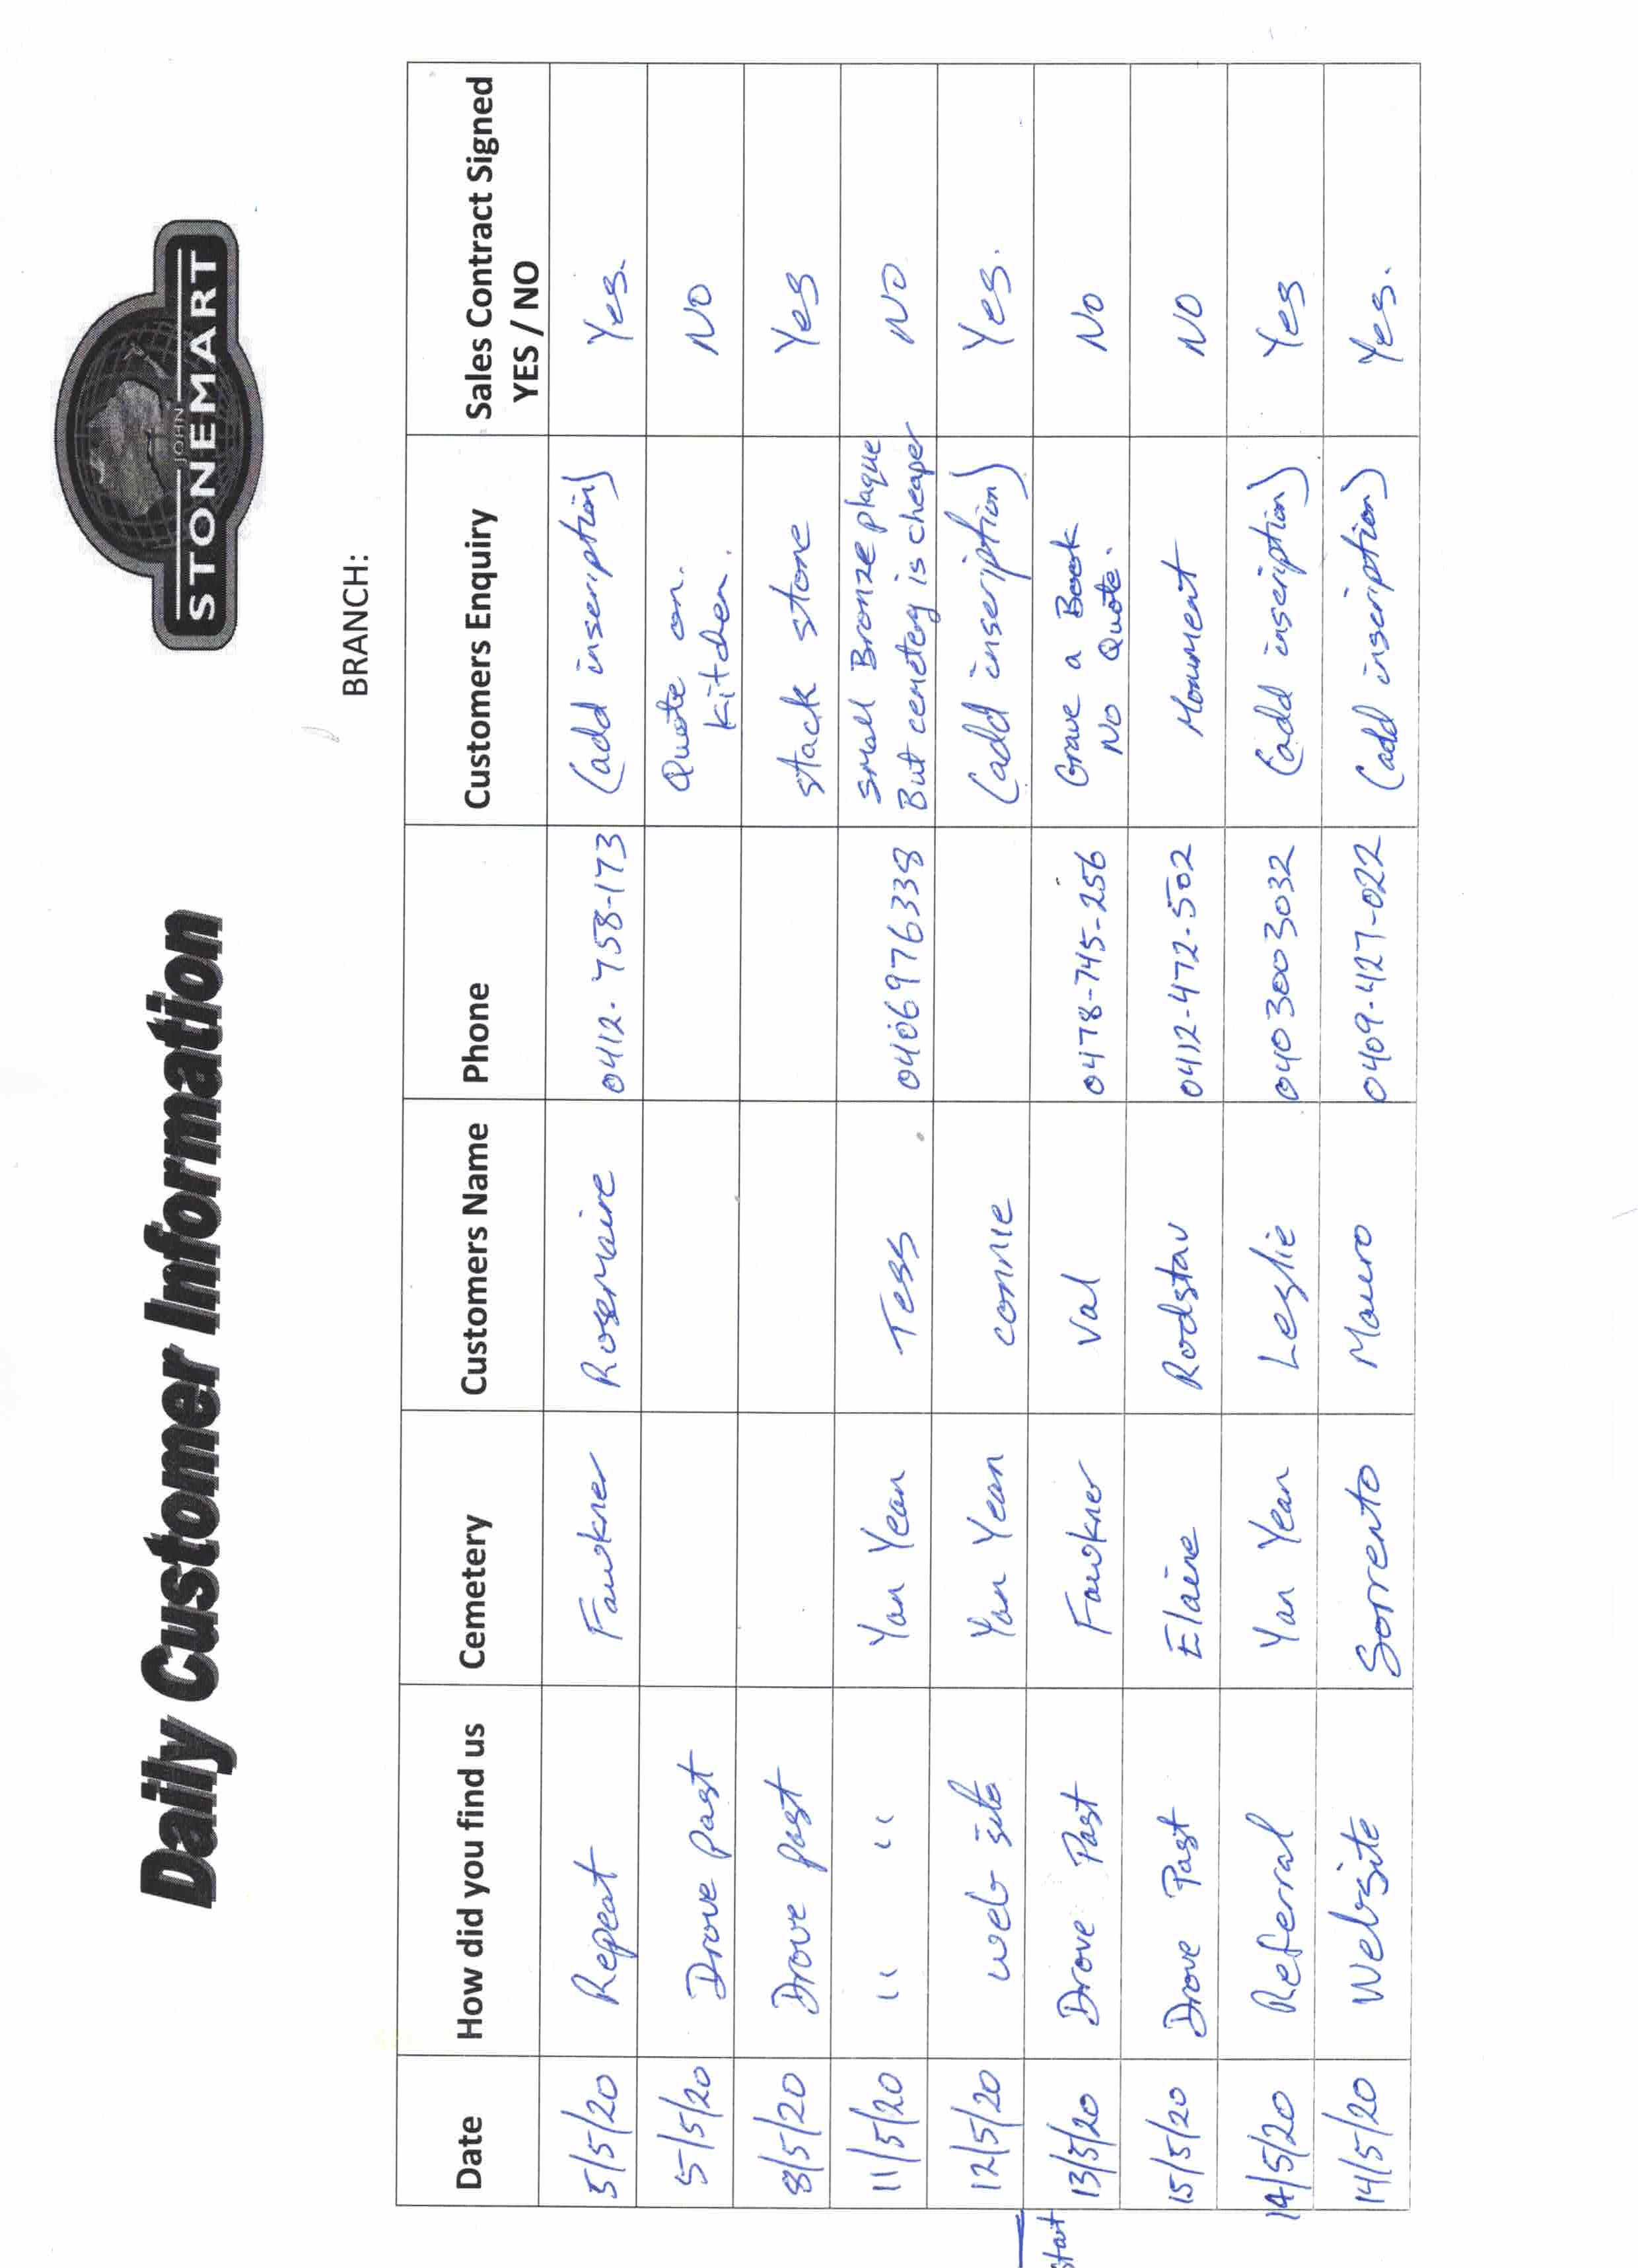 Daily Customer Information
JOHN
STONEMART
BRANCH:
Date How did you find us Cemetery Customers Name Phone Customers Enquiry Sales Contract Signed
YES / NO
5/5/20 Repeat Fawkner Rosemaire 0412-758-173 (add inscription) Yes.
5/5/20 Drove past Quote on. NO
kitchen.
8/5/20 Drove past stack stone Yes
11/5/20 " " Yan Yean Tess 0406976338 small Bronze plaque NO
But cemetery is cheaper
12/5/20 web site Yan Yean connie (add inscription) Yes.
start
13/5/20 Drove Past Fawkner Val 0478-745-256 Grave a Book No
No Quote.
15/5/20 Drove Past Elaine Rodstav 0412-472-502 Monument NO
14/5/20 Referral Yan Yean Leslie 0403003032 (add inscription) Yes
14/5/20 Website Sorrento Mauro 0409-427-022 (add inscription) Yes.